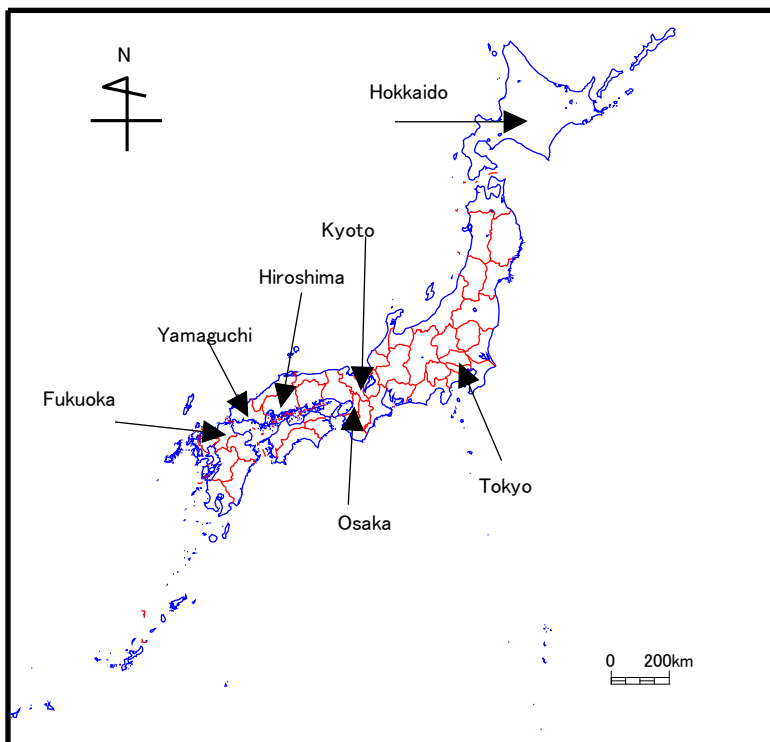 N
Hokkaido
Kyoto
Hiroshima
Yamaguchi
Fukuoka
Tokyo
Osaka
0 200km